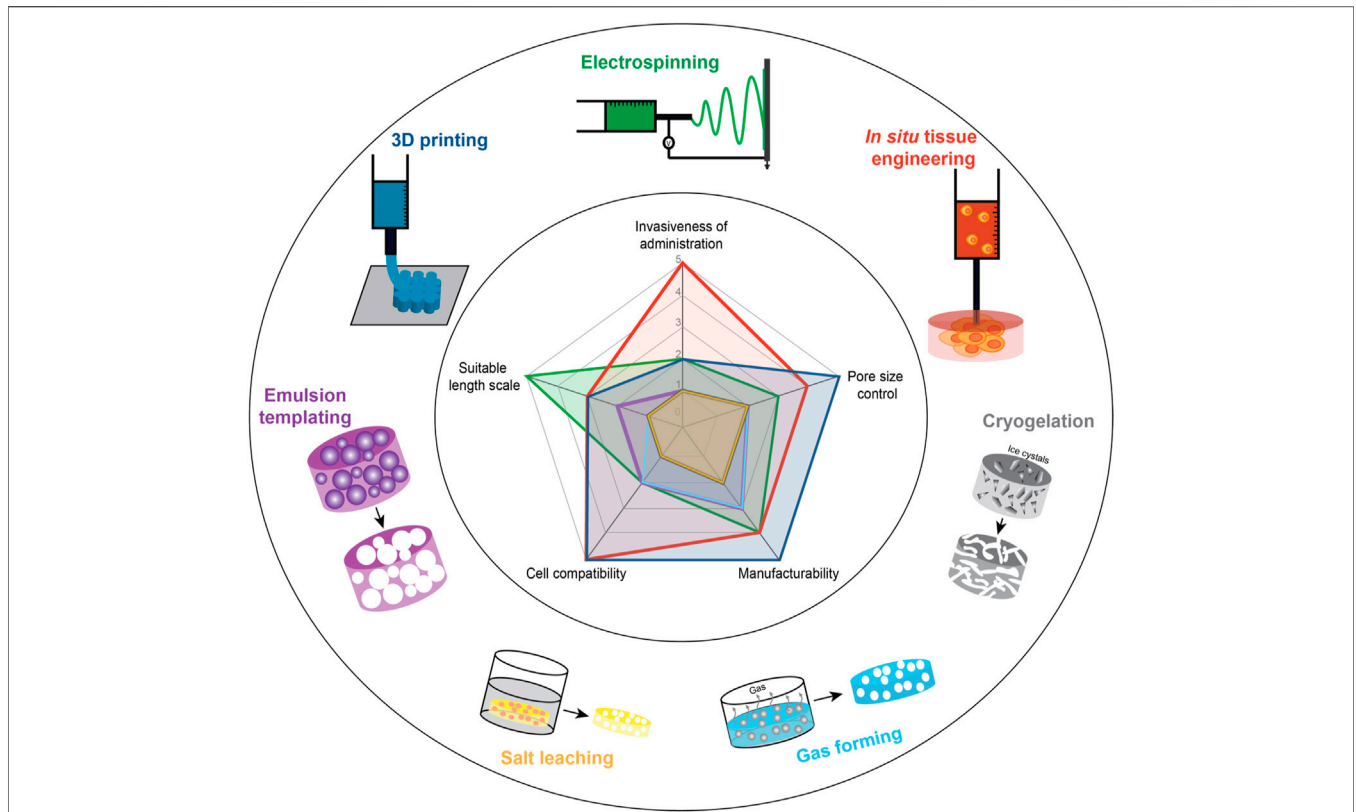 Electrospinning
V
3D printing
In situ tissue
engineering
Invasiveness of
administration
5
4
3
2
1
0
Suitable
length scale
Pore size
control
Emulsion
templating
Cryogelation
Ice cystals
Cell compatibility
Manufacturability
Gas
Salt leaching
Gas forming